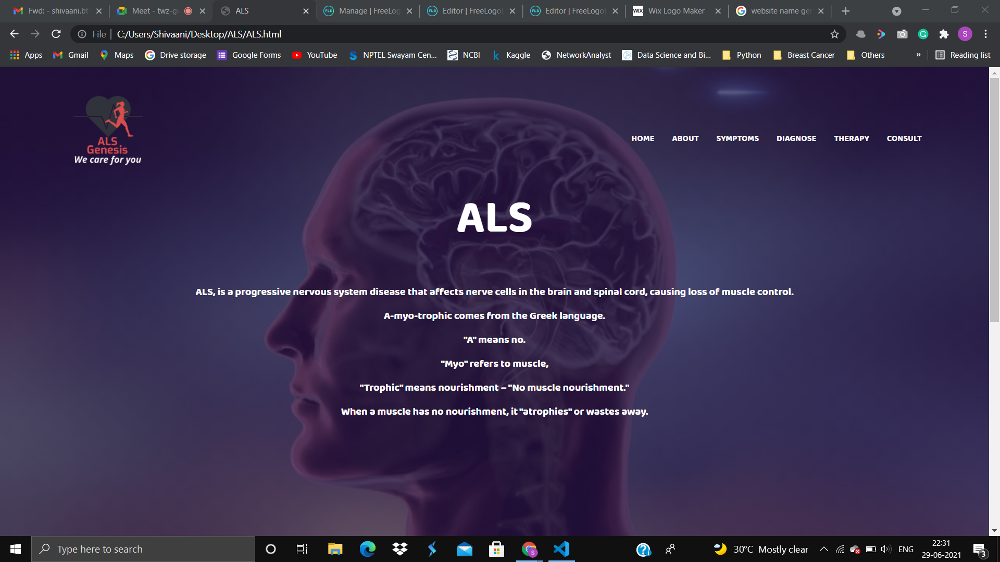 Fwd: - shivaani.bt
Meet - twz-gv
ALS
Manage | FreeLog
Editor | FreeLogo
Editor | FreeLogo
WIX Wix Logo Maker
website name ger
File | C:/Users/Shivaani/Desktop/ALS/ALS.html
S
Apps
Gmail
Maps
Drive storage
Google Forms
YouTube
NPTEL Swayam Cen...
NCBI
Kaggle
NetworkAnalyst
Data Science and Bi...
Python
Breast Cancer
Others
»
Reading list
ALS
Genesis
We care for you
HOME ABOUT SYMPTOMS DIAGNOSE THERAPY CONSULT
ALS
ALS, is a progressive nervous system disease that affects nerve cells in the brain and spinal cord, causing loss of muscle control.
A-myo-trophic comes from the Greek language.
"A" means no.
"Myo" refers to muscle,
"Trophic" means nourishment – "No muscle nourishment."
When a muscle has no nourishment, it "atrophies" or wastes away.
Type here to search
30°C Mostly clear
ENG
22:31
29-06-2021
3